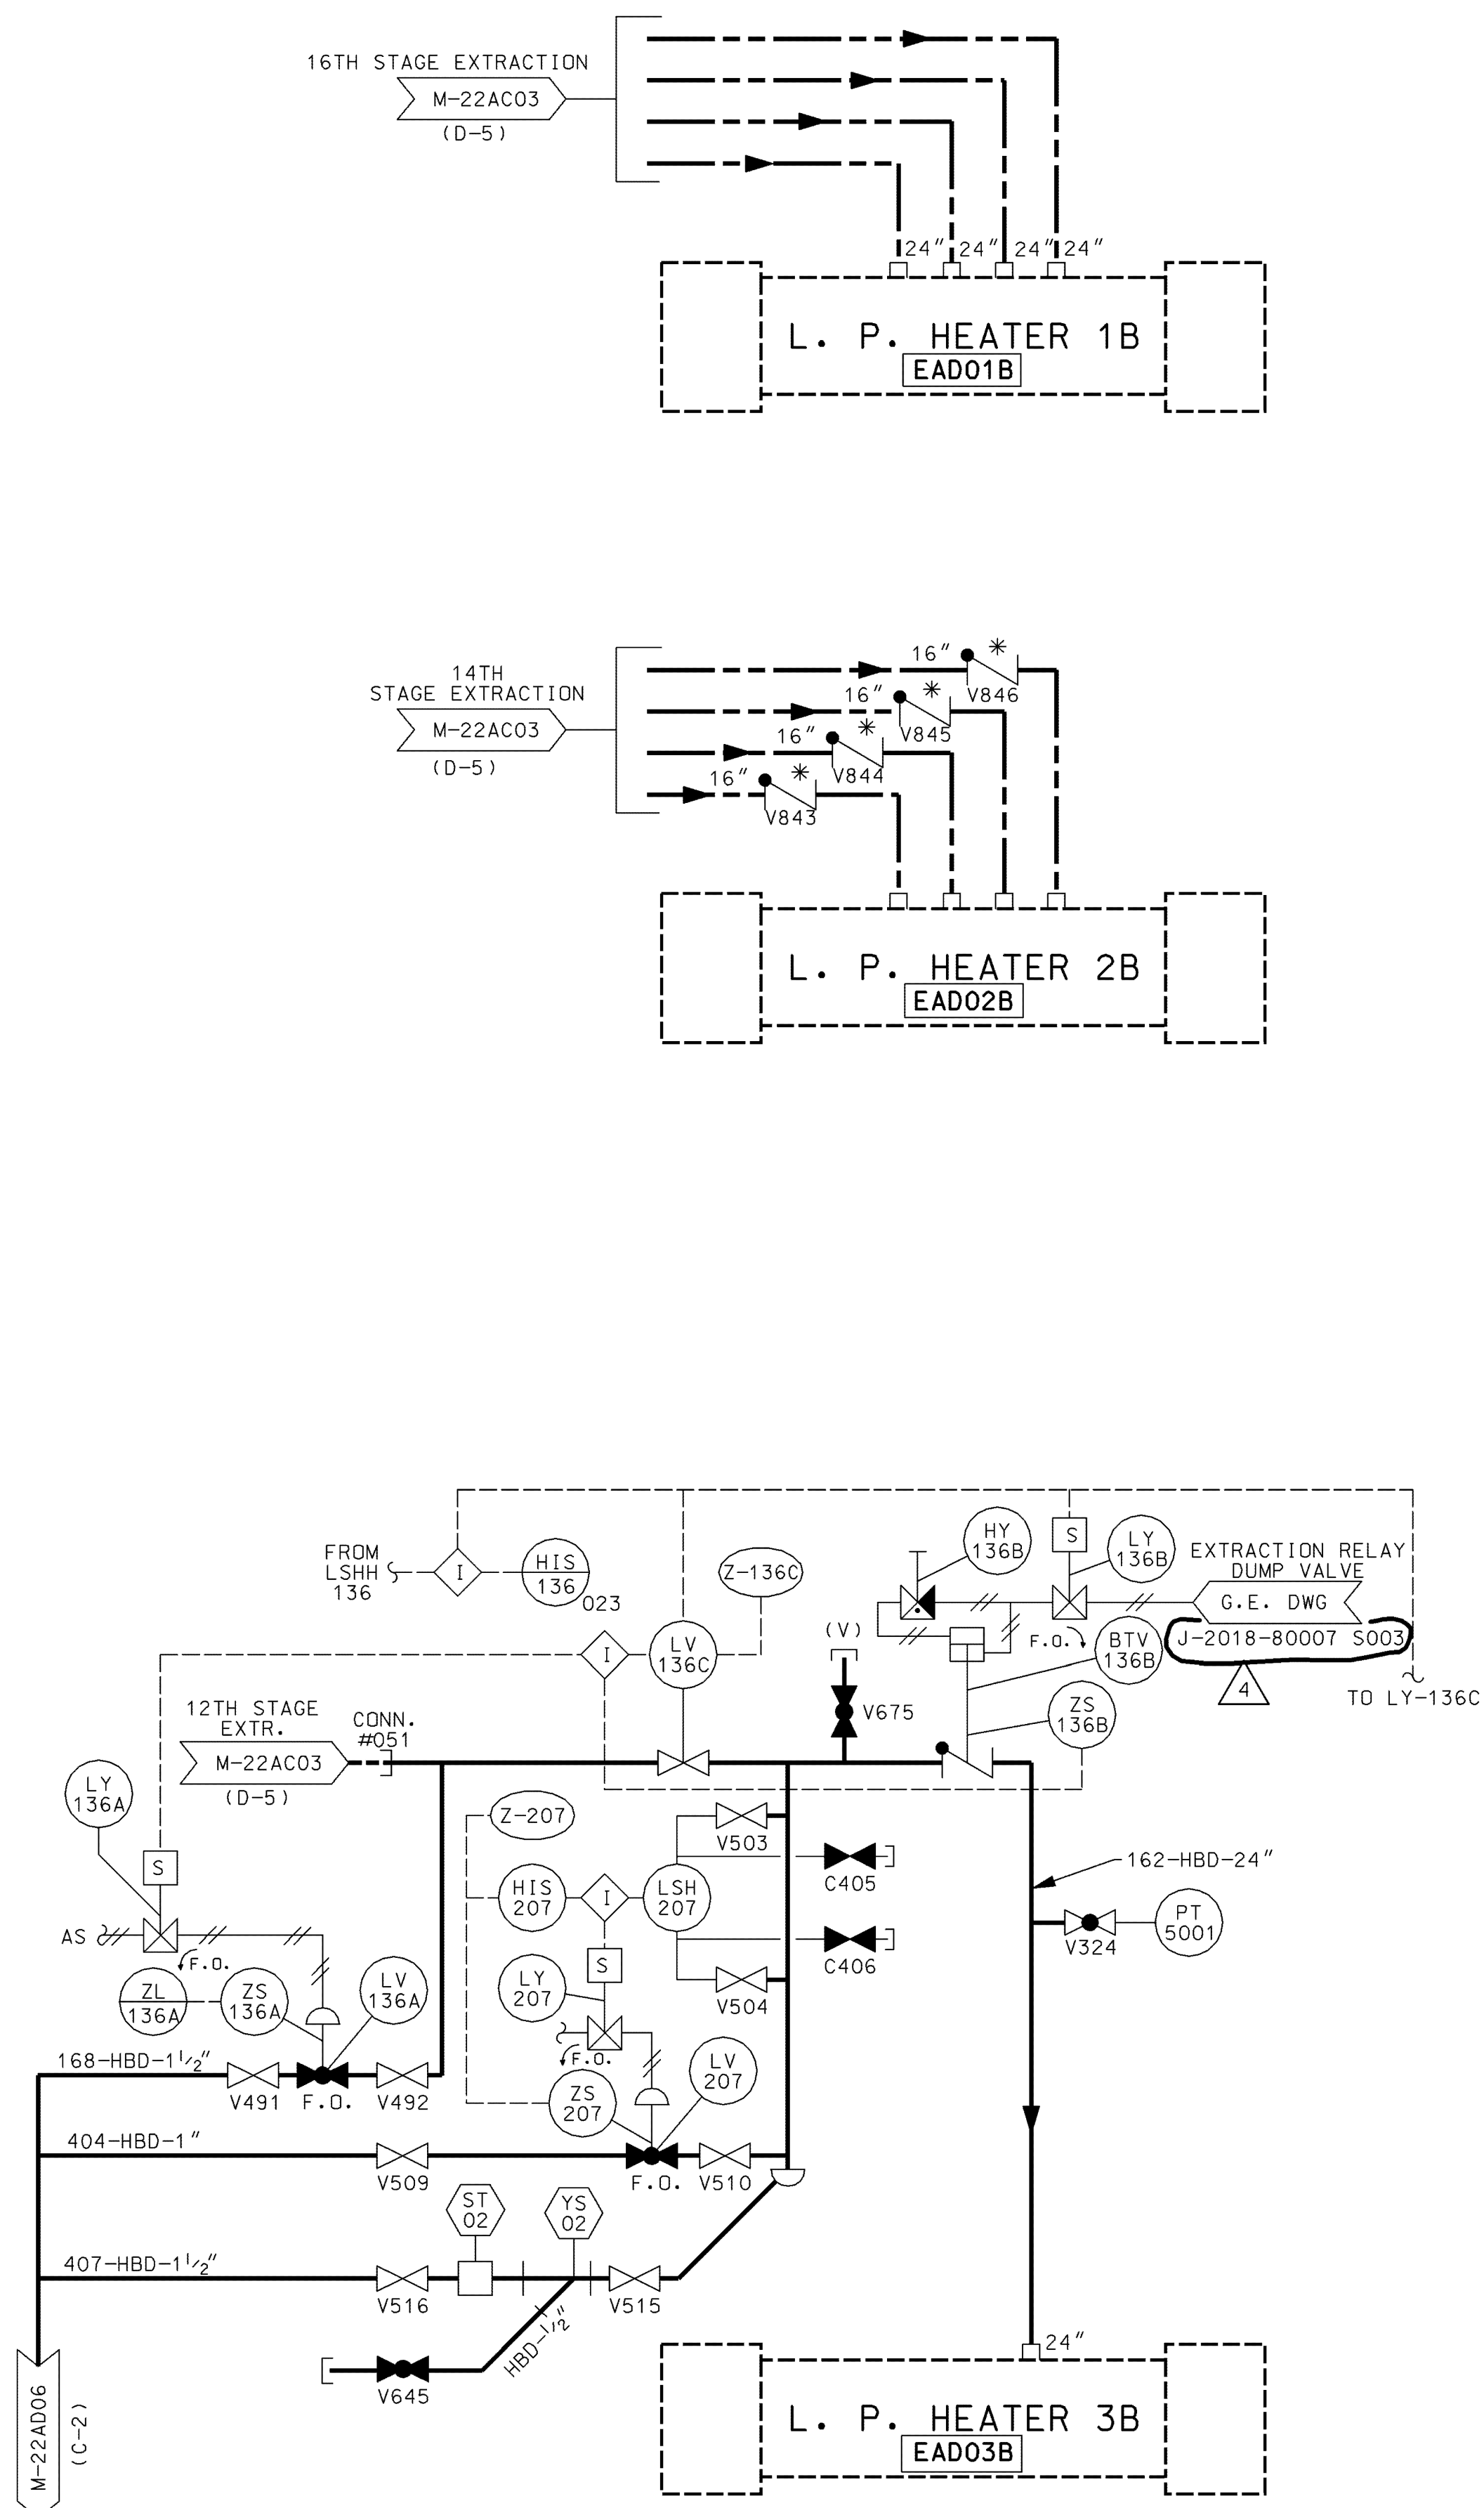 16TH STAGE EXTRACTION
M-22AC03
(D-5)
24" 24" 24" 24"
L. P. HEATER 1B
EAD01B
14TH
STAGE EXTRACTION
M-22AC03
(D-5)
16" * V846
16" * V845
16" * V844
16" * V843
L. P. HEATER 2B
EAD02B
FROM
LSHH
136
I
HIS
136
023
Z-136C
HY
136B
S
LY
136B
EXTRACTION RELAY
DUMP VALVE
G.E. DWG
J-2018-80007 S003
4
F.O.
BTV
136B
TO LY-136C
I
LV
136C
(V)
V675
ZS
136B
12TH STAGE
EXTR.
M-22AC03
(D-5)
CONN.
#051
LY
136A
S
AS
F.O.
ZL
136A
ZS
136A
LV
136A
Z-207
HIS
207
I
LSH
207
V503
C405
C406
V504
S
LY
207
F.O.
ZS
207
LV
207
162-HBD-24"
V324
PT
5001
168-HBD-1 1/2"
V491
F.O.
V492
404-HBD-1"
V509
F.O.
V510
ST
02
YS
02
407-HBD-1 1/2"
V516
V515
HBD-1/2"
V645
M-22AD06
(C-2)
24"
L. P. HEATER 3B
EAD03B